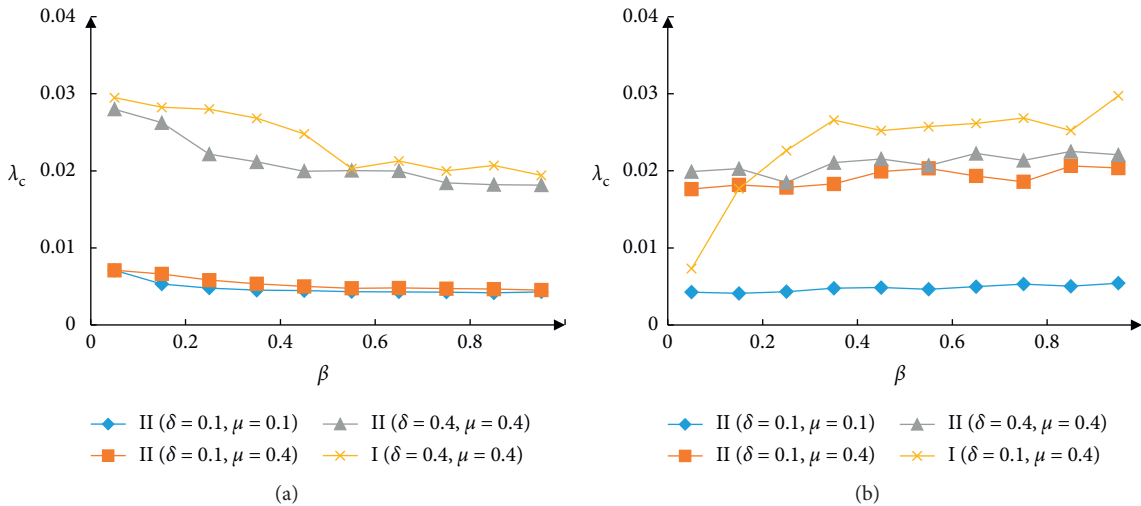 0.04
0.03
λc
0.02
0.01
0
0 0.2 0.4 0.6 0.8
β
II (δ = 0.1, μ = 0.1) II (δ = 0.4, μ = 0.4)
II (δ = 0.1, μ = 0.4) I (δ = 0.4, μ = 0.4)
(a)
0.04
0.03
λc
0.02
0.01
0
0 0.2 0.4 0.6 0.8
β
II (δ = 0.1, μ = 0.1) II (δ = 0.4, μ = 0.4)
II (δ = 0.1, μ = 0.4) I (δ = 0.1, μ = 0.4)
(b)